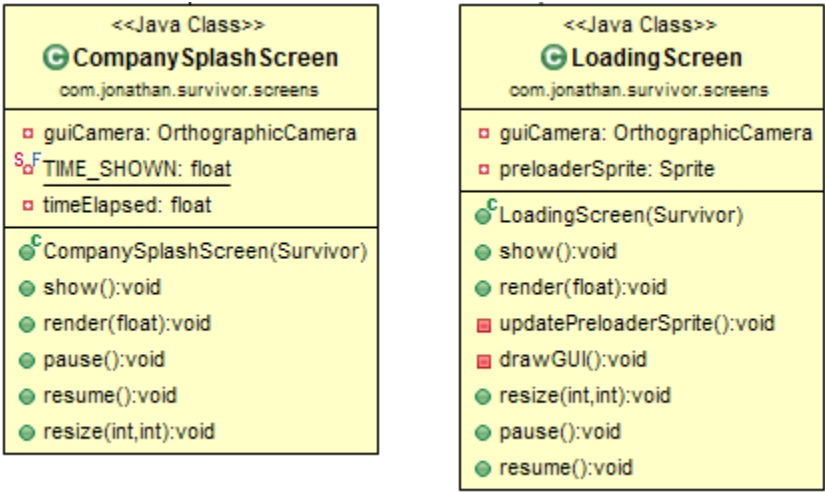 <<Java Class>>
CompanySplashScreen
com.jonathan.survivor.screens
guiCamera: OrthographicCamera
S F TIME_SHOWN: float
timeElapsed: float
C CompanySplashScreen(Survivor)
show():void
render(float):void
pause():void
resume():void
resize(int,int):void
<<Java Class>>
C LoadingScreen
com.jonathan.survivor.screens
guiCamera: OrthographicCamera
preloaderSprite: Sprite
C LoadingScreen(Survivor)
show():void
render(float):void
updatePreloaderSprite():void
drawGUI():void
resize(int,int):void
pause():void
resume():void